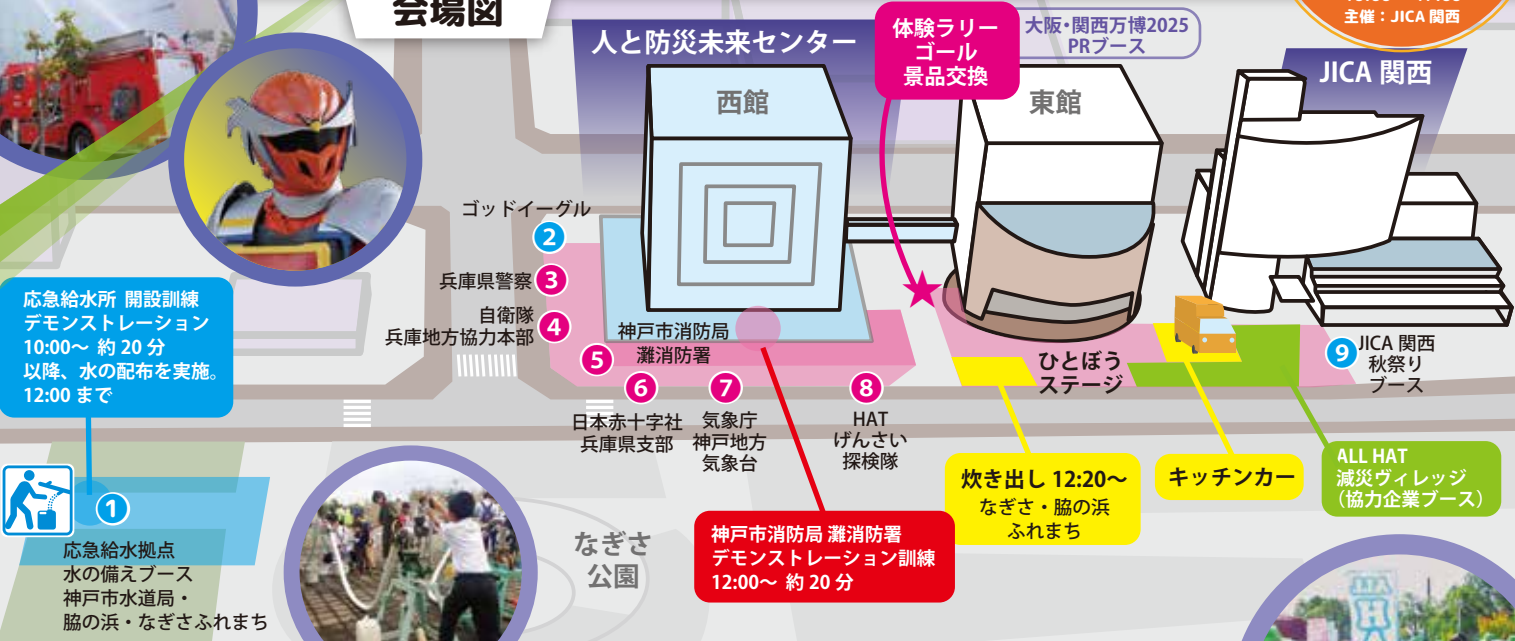 会場図
主催：JICA 関西
人と防災未来センター
体験ラリー
ゴール
景品交換
大阪・関西万博2025
PRブース
JICA 関西
西館
東館
ゴッドイーグル
2
兵庫県警察 3
自衛隊
兵庫地方協力本部 4
神戸市消防局
灘消防署
5
6
日本赤十字社
兵庫県支部
7
気象庁
神戸地方
気象台
8
HAT
げんさい
探検隊
ひとぼう
ステージ
9
JICA 関西
秋祭り
ブース
応急給水所 開設訓練
デモンストレーション
10:00〜 約 20 分
以降、水の配布を実施。
12:00 まで
1
応急給水拠点
水の備えブース
神戸市水道局・
脇の浜・なぎさふれまち
なぎさ
公園
神戸市消防局 灘消防署
デモンストレーション訓練
12:00〜 約 20 分
炊き出し 12:20〜
なぎさ・脇の浜
ふれまち
キッチンカー
ALL HAT
減災ヴィレッジ
（協力企業ブース）